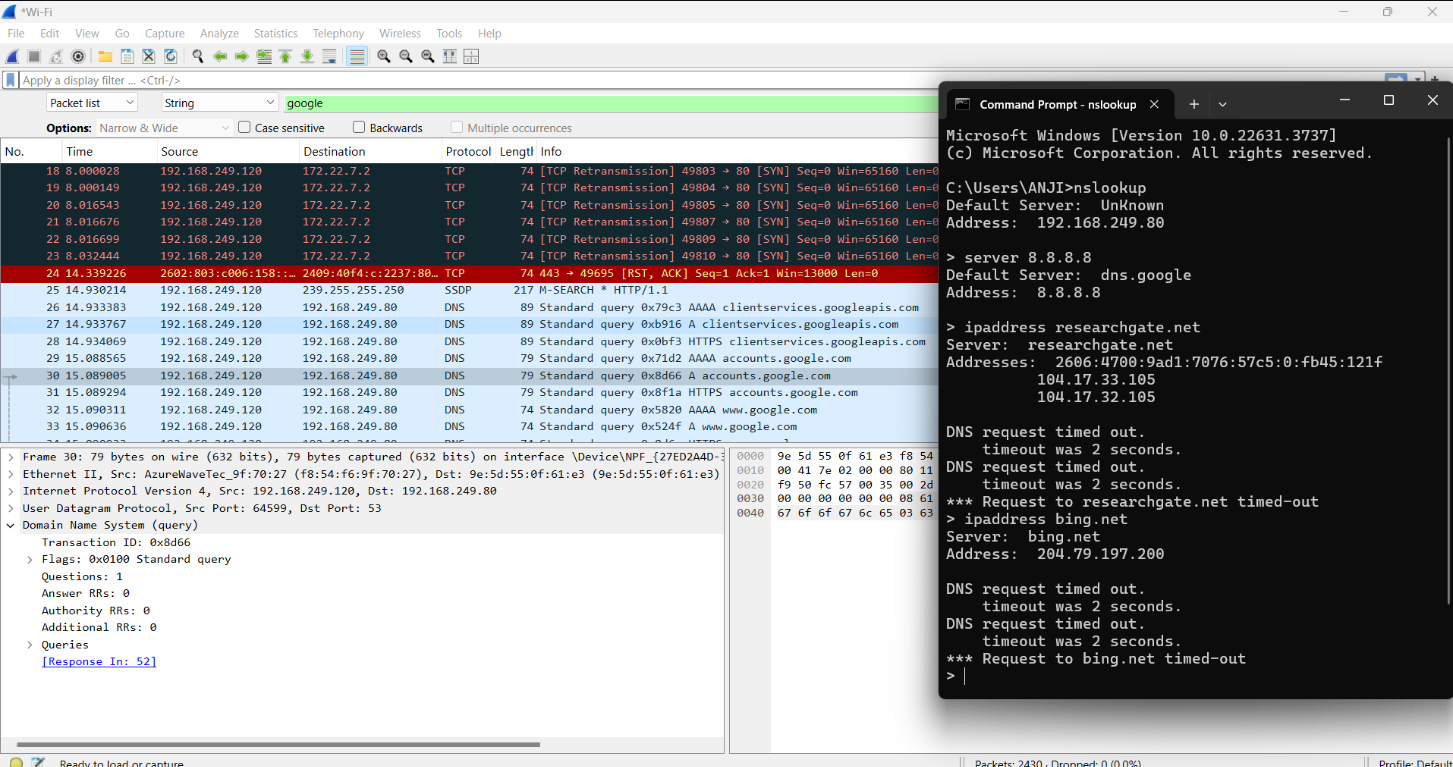 *Wi-Fi
File Edit View Go Capture Analyze Statistics Telephony Wireless Tools Help
Apply a display filter ... <Ctrl-/>
Packet list String google
Options: Narrow & Wide Case sensitive Backwards Multiple occurrences
No. Time Source Destination Protocol Length Info
18 8.000028 192.168.249.120 172.22.7.2 TCP 74 [TCP Retransmission] 49803 → 80 [SYN] Seq=0 Win=65160 Len=0
19 8.000149 192.168.249.120 172.22.7.2 TCP 74 [TCP Retransmission] 49804 → 80 [SYN] Seq=0 Win=65160 Len=0
20 8.016543 192.168.249.120 172.22.7.2 TCP 74 [TCP Retransmission] 49805 → 80 [SYN] Seq=0 Win=65160 Len=0
21 8.016676 192.168.249.120 172.22.7.2 TCP 74 [TCP Retransmission] 49807 → 80 [SYN] Seq=0 Win=65160 Len=0
22 8.016699 192.168.249.120 172.22.7.2 TCP 74 [TCP Retransmission] 49809 → 80 [SYN] Seq=0 Win=65160 Len=0
23 8.032444 192.168.249.120 172.22.7.2 TCP 74 [TCP Retransmission] 49810 → 80 [SYN] Seq=0 Win=65160 Len=0
24 14.339226 2602:803:c006:158::… 2409:40f4:c:2237:80… TCP 74 443 → 49695 [RST, ACK] Seq=1 Ack=1 Win=13000 Len=0
25 14.930214 192.168.249.120 239.255.255.250 SSDP 217 M-SEARCH * HTTP/1.1
26 14.933383 192.168.249.120 192.168.249.80 DNS 89 Standard query 0x79c3 AAAA clientservices.googleapis.com
27 14.933767 192.168.249.120 192.168.249.80 DNS 89 Standard query 0xb916 A clientservices.googleapis.com
28 14.934069 192.168.249.120 192.168.249.80 DNS 89 Standard query 0x0bf3 HTTPS clientservices.googleapis.com
29 15.088565 192.168.249.120 192.168.249.80 DNS 79 Standard query 0x71d2 AAAA accounts.google.com
30 15.089005 192.168.249.120 192.168.249.80 DNS 79 Standard query 0x8d66 A accounts.google.com
31 15.089294 192.168.249.120 192.168.249.80 DNS 79 Standard query 0x8f1a HTTPS accounts.google.com
32 15.090311 192.168.249.120 192.168.249.80 DNS 74 Standard query 0x5820 AAAA www.google.com
33 15.090636 192.168.249.120 192.168.249.80 DNS 74 Standard query 0x524f A www.google.com
Frame 30: 79 bytes on wire (632 bits), 79 bytes captured (632 bits) on interface \Device\NPF_{27ED2A4D-3
Ethernet II, Src: AzureWaveTec_9f:70:27 (f8:54:f6:9f:70:27), Dst: 9e:5d:55:0f:61:e3 (9e:5d:55:0f:61:e3)
Internet Protocol Version 4, Src: 192.168.249.120, Dst: 192.168.249.80
User Datagram Protocol, Src Port: 64599, Dst Port: 53
Domain Name System (query)
Transaction ID: 0x8d66
Flags: 0x0100 Standard query
Questions: 1
Answer RRs: 0
Authority RRs: 0
Additional RRs: 0
Queries
[Response In: 52]
0000 9e 5d 55 0f 61 e3 f8 54
0010 00 41 7e 02 00 00 80 11
0020 f9 50 fc 57 00 35 00 2d
0030 00 00 00 00 00 00 08 61
0040 67 6f 6f 67 6c 65 03 63
Ready to load or capture
Packets: 2430 · Dropped: 0 (0.0%)
Profile: Default
Command Prompt - nslookup
Microsoft Windows [Version 10.0.22631.3737]
(c) Microsoft Corporation. All rights reserved.
C:\Users\ANJI>nslookup
Default Server:  UnKnown
Address:  192.168.249.80
> server 8.8.8.8
Default Server:  dns.google
Address:  8.8.8.8
> ipaddress researchgate.net
Server:  researchgate.net
Addresses:  2606:4700:9ad1:7076:57c5:0:fb45:121f
104.17.33.105
104.17.32.105
DNS request timed out.
timeout was 2 seconds.
DNS request timed out.
timeout was 2 seconds.
*** Request to researchgate.net timed-out
> ipaddress bing.net
Server:  bing.net
Address:  204.79.197.200
DNS request timed out.
timeout was 2 seconds.
DNS request timed out.
timeout was 2 seconds.
*** Request to bing.net timed-out
>